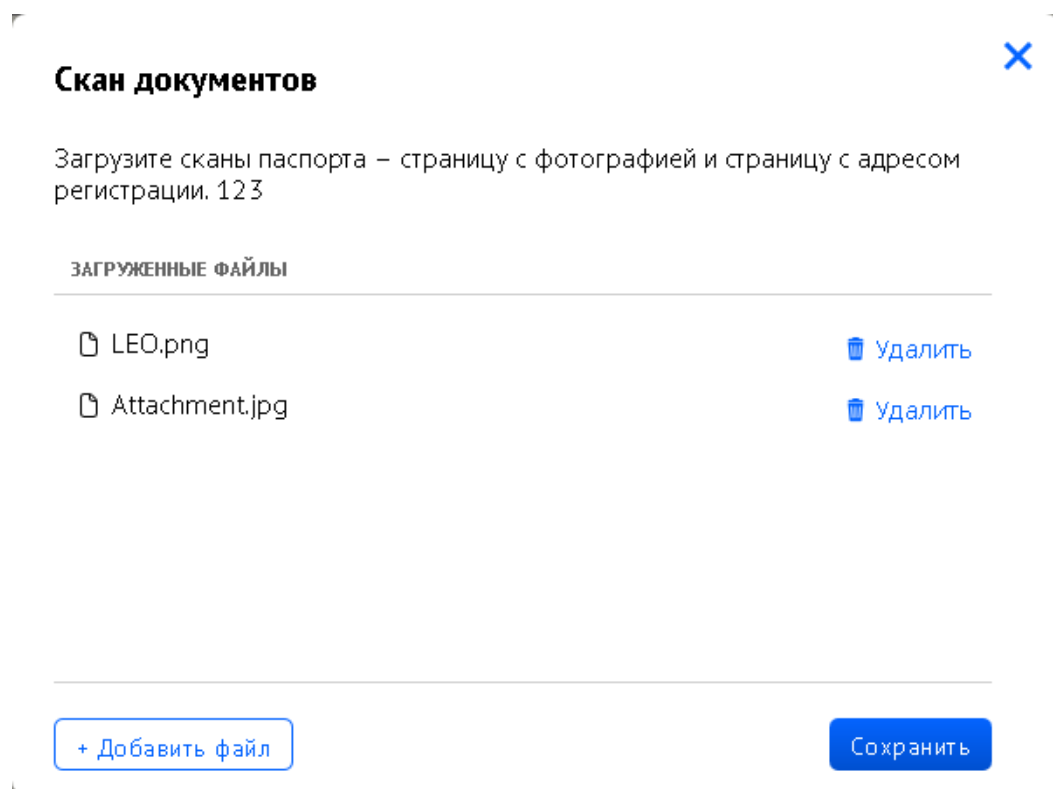 Скан документов
Загрузите сканы паспорта – страницу с фотографией и страницу с адресом
регистрации. 123
ЗАГРУЖЕННЫЕ ФАЙЛЫ
LEO.png
Удалить
Attachment.jpg
Удалить
+ Добавить файл
Сохранить